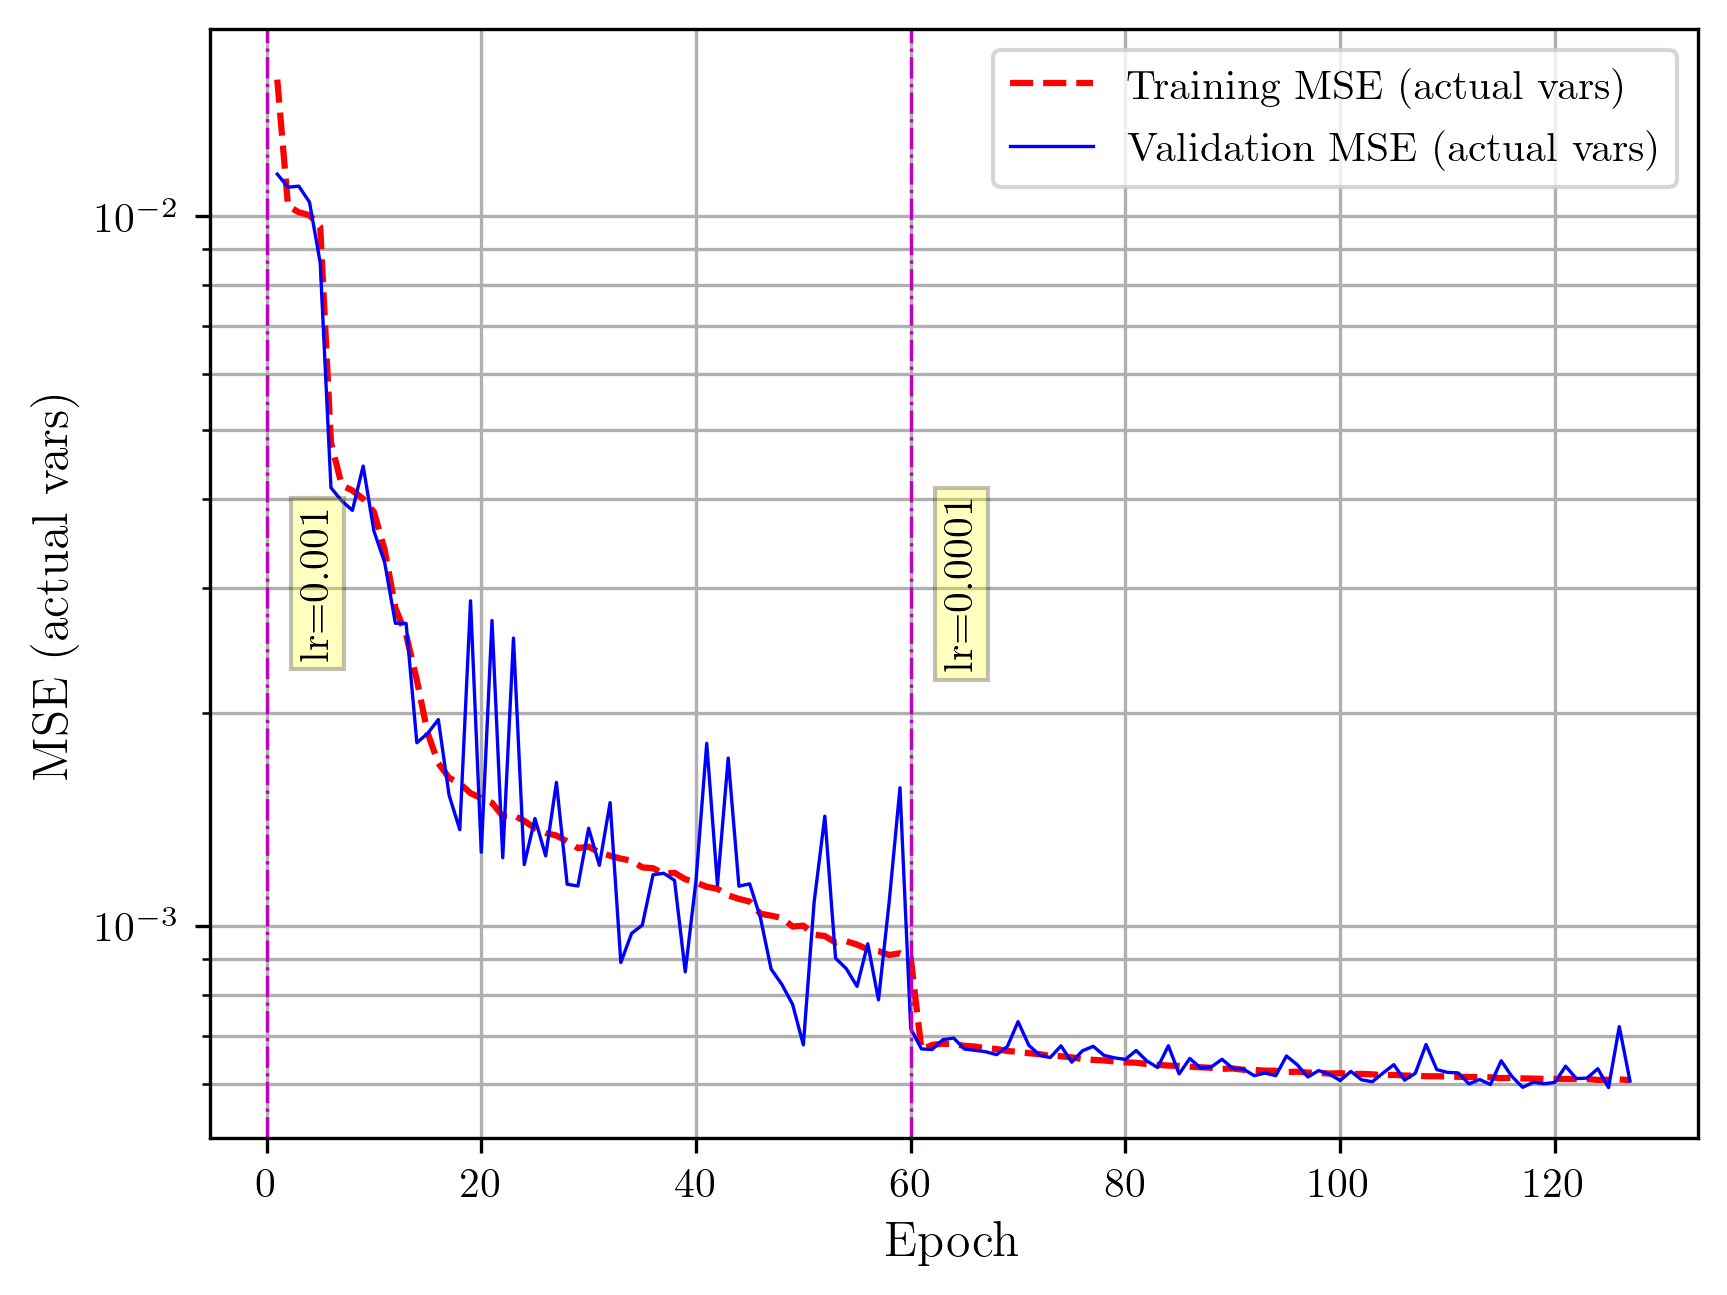 Training MSE (actual vars)
Validation MSE (actual vars)
10⁻²
10⁻³
MSE (actual vars)
lr=0.001
lr=0.0001
0 20 40 60 80 100 120
Epoch